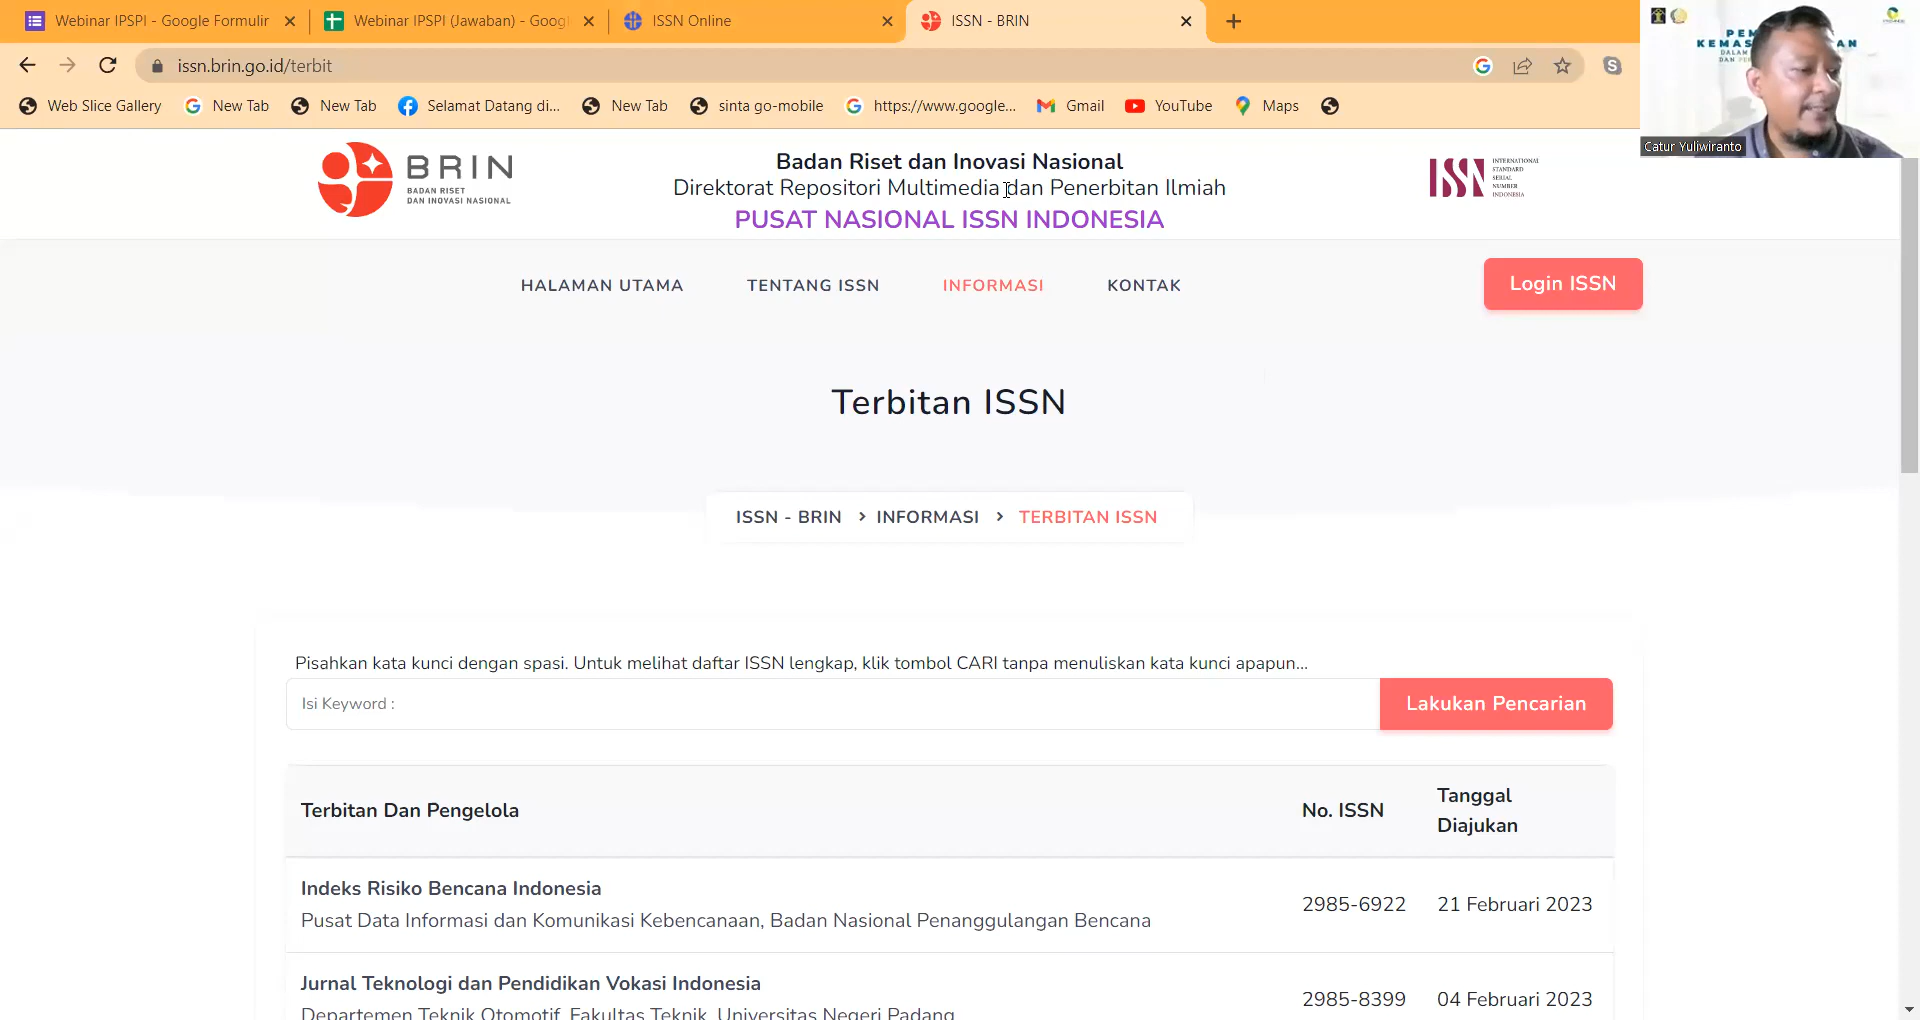 Webinar IPSPI - Google Formulir
Webinar IPSPI (Jawaban) - Goog
ISSN Online
ISSN - BRIN
issn.brin.go.id/terbit
Web Slice Gallery
New Tab
New Tab
Selamat Datang di...
New Tab
sinta go-mobile
https://www.google...
Gmail
YouTube
Maps
Catur Yuliwiranto
BRIN
BADAN RISET
DAN INOVASI NASIONAL
Badan Riset dan Inovasi Nasional
Direktorat Repositori Multimedia dan Penerbitan Ilmiah
PUSAT NASIONAL ISSN INDONESIA
ISSN
INTERNATIONAL
STANDARD
SERIAL
NUMBER
INDONESIA
HALAMAN UTAMA
TENTANG ISSN
INFORMASI
KONTAK
Login ISSN
Terbitan ISSN
ISSN - BRIN > INFORMASI > TERBITAN ISSN
Pisahkan kata kunci dengan spasi. Untuk melihat daftar ISSN lengkap, klik tombol CARI tanpa menuliskan kata kunci apapun...
Isi Keyword :
Lakukan Pencarian
Terbitan Dan Pengelola
No. ISSN
Tanggal
Diajukan
Indeks Risiko Bencana Indonesia
Pusat Data Informasi dan Komunikasi Kebencanaan, Badan Nasional Penanggulangan Bencana
2985-6922
21 Februari 2023
Jurnal Teknologi dan Pendidikan Vokasi Indonesia
Departemen Teknik Otomotif, Fakultas Teknik, Universitas Negeri Padang
2985-8399
04 Februari 2023